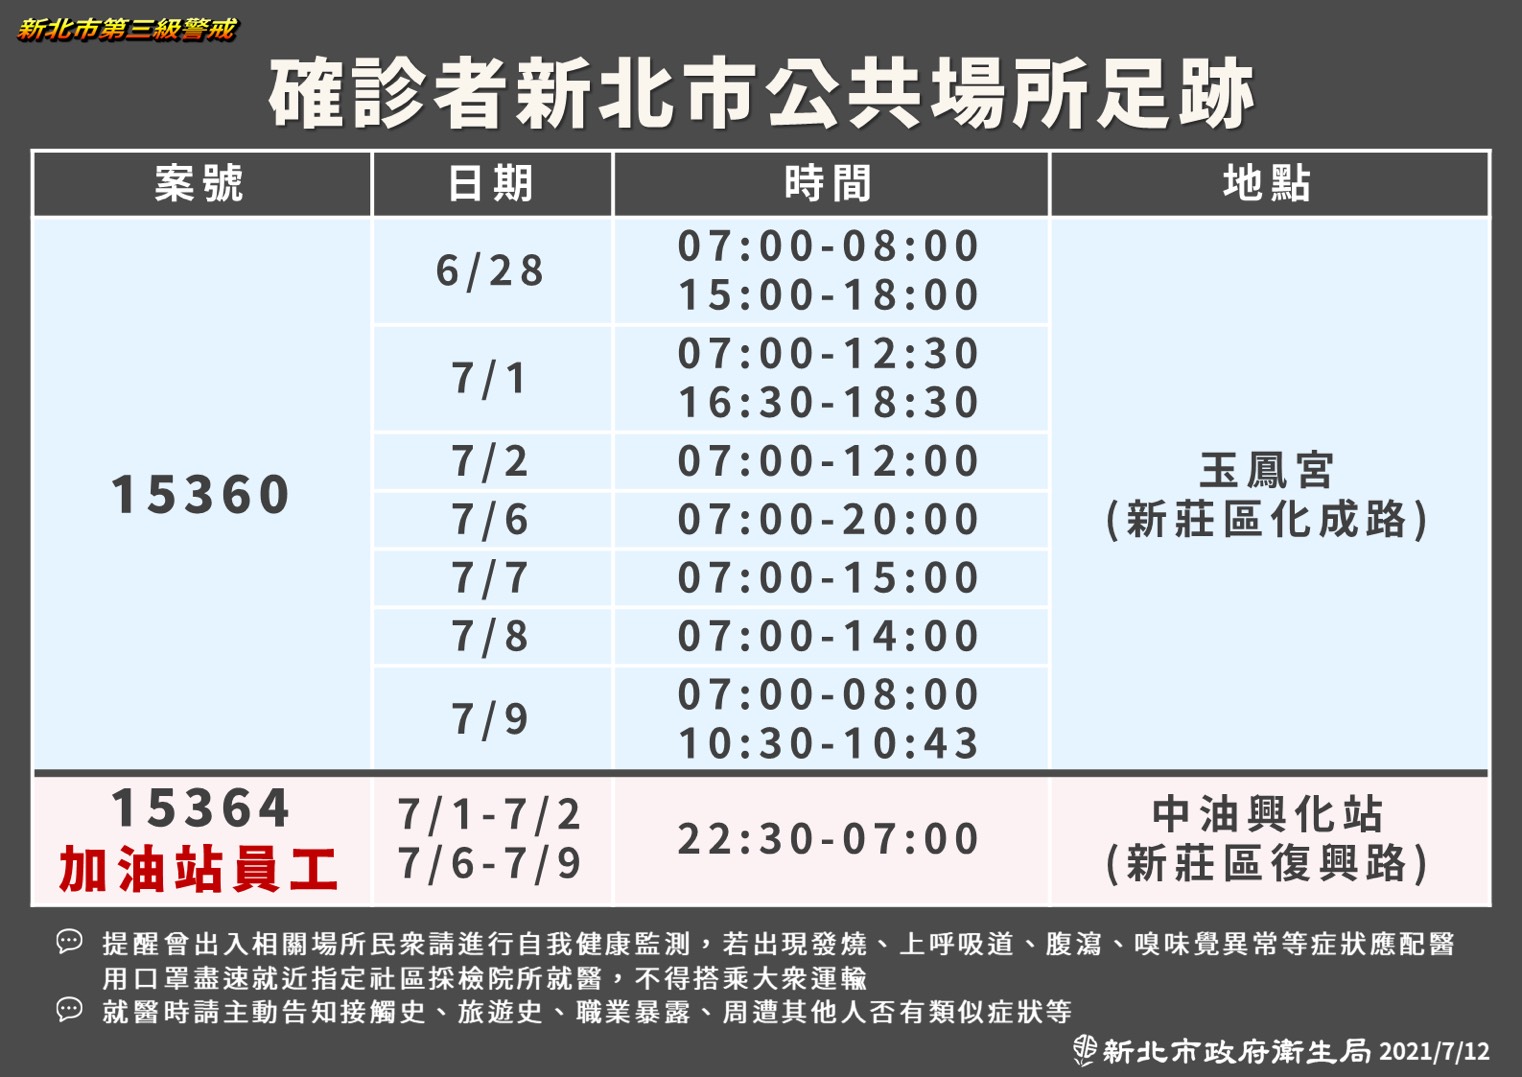 新北市第三級警戒
確診者新北市公共場所足跡
案號 日期 時間 地點
15360
6/28
07:00-08:00
15:00-18:00
7/1
07:00-12:30
16:30-18:30
7/2 07:00-12:00
7/6 07:00-20:00
7/7 07:00-15:00
7/8 07:00-14:00
7/9
07:00-08:00
10:30-10:43
玉鳳宮
(新莊區化成路)
15364
加油站員工
7/1-7/2
7/6-7/9
22:30-07:00
中油興化站
(新莊區復興路)
提醒曾出入相關場所民眾請進行自我健康監測，若出現發燒、上呼吸道、腹瀉、嗅味覺異常等症狀應配醫
用口罩盡速就近指定社區採檢院所就醫，不得搭乘大眾運輸
就醫時請主動告知接觸史、旅遊史、職業暴露、周遭其他人否有類似症狀等
新北市政府衛生局 2021/7/12